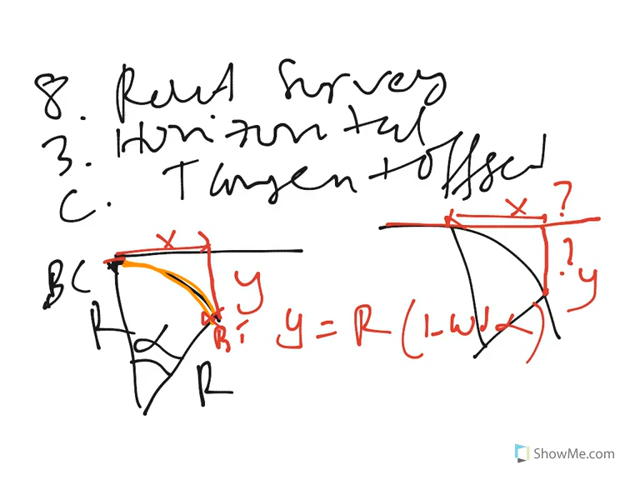 8. Road Survey
3. Horizontal
C. Tangent offset
x
BC
y
R
α
R
B
y = R (1 - cos α)
x ?
?
y
ShowMe.com